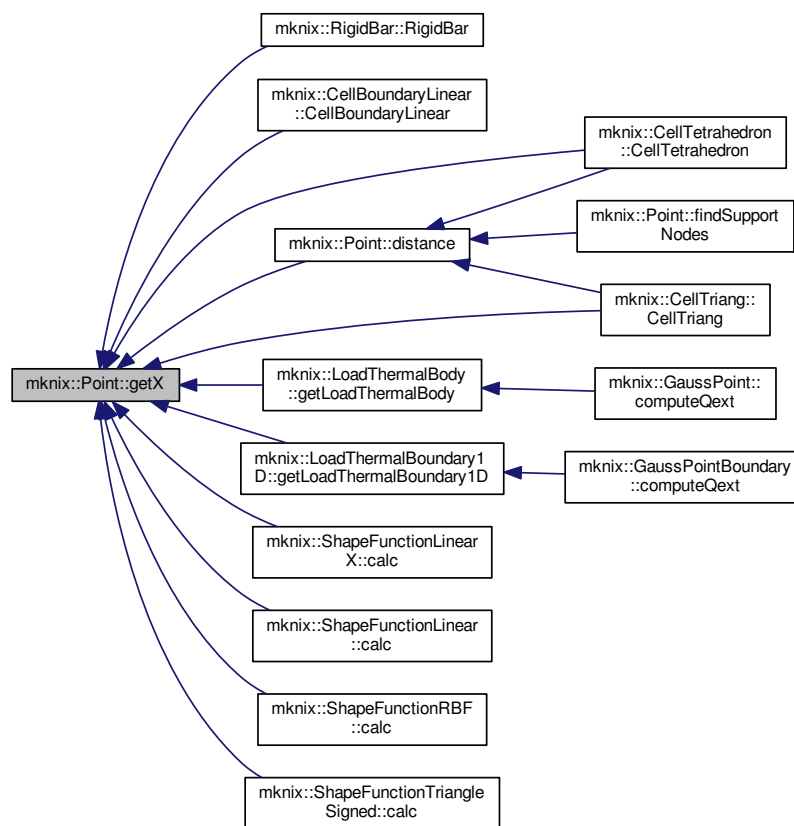 mknix::RigidBar::RigidBar
mknix::CellBoundaryLinear
::CellBoundaryLinear
mknix::CellTetrahedron
::CellTetrahedron
mknix::Point::findSupport
Nodes
mknix::Point::distance
mknix::CellTriang::
CellTriang
mknix::Point::getX
mknix::LoadThermalBody
::getLoadThermalBody
mknix::GaussPoint::
computeQext
mknix::LoadThermalBoundary1
D::getLoadThermalBoundary1D
mknix::GaussPointBoundary
::computeQext
mknix::ShapeFunctionLinear
X::calc
mknix::ShapeFunctionLinear
::calc
mknix::ShapeFunctionRBF
::calc
mknix::ShapeFunctionTriangle
Signed::calc